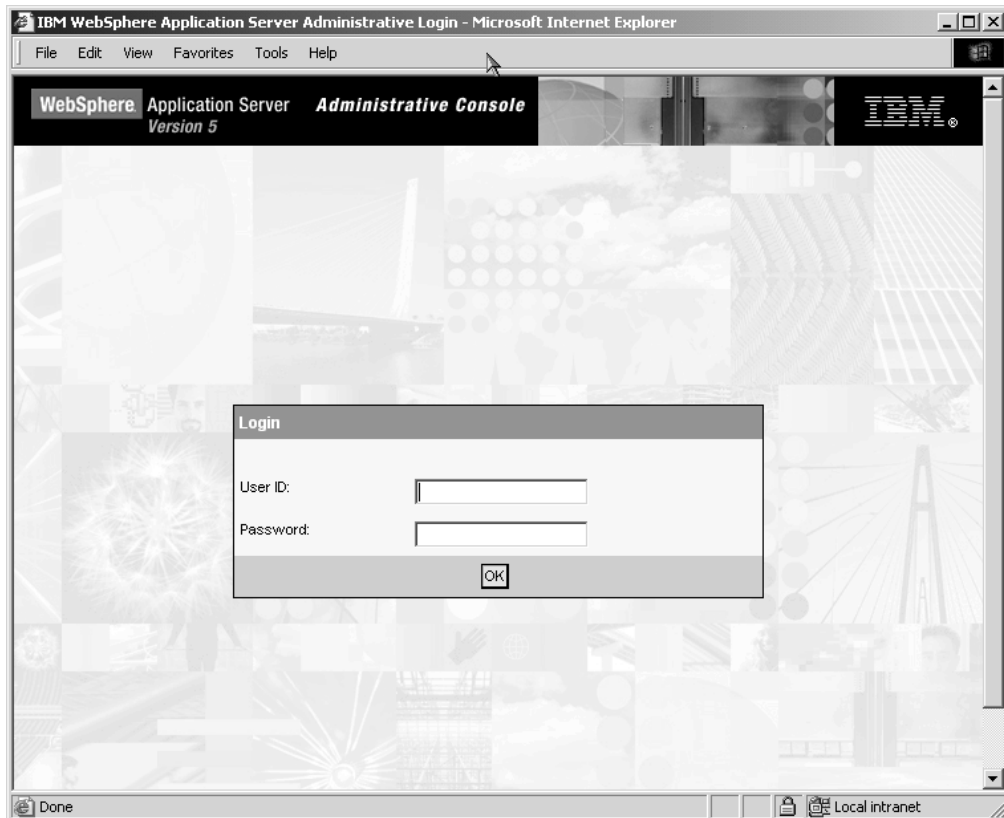 IBM WebSphere Application Server Administrative Login - Microsoft Internet Explorer
File Edit View Favorites Tools Help
WebSphere. Application Server Administrative Console
Version 5
IBM®
Login
User ID:
Password:
OK
Done
Local intranet